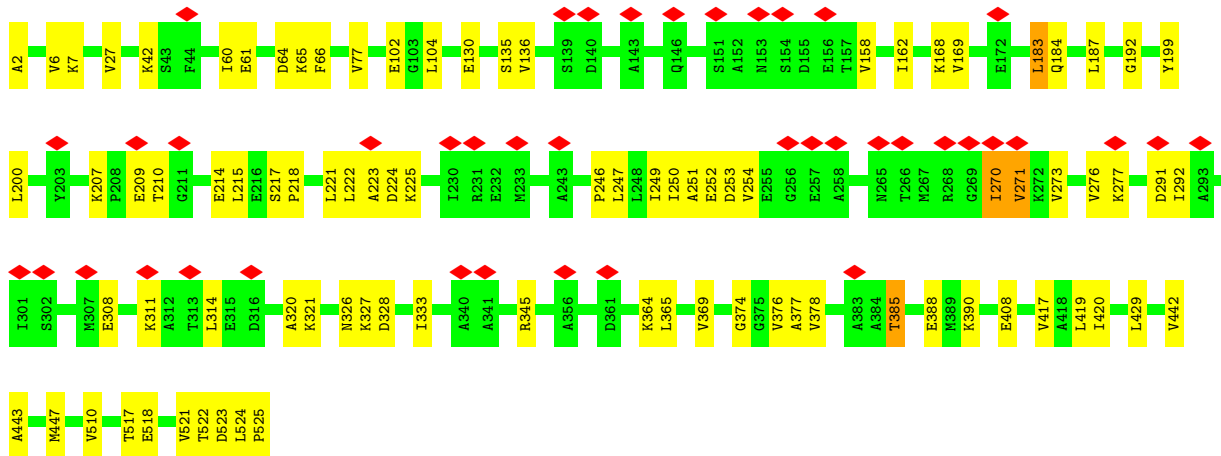 A2 V6 K7 V27 K42 S43 F44 I60 E61 D64 K65 F66 V77 E102 G103 L104 E130 S135 V136 S139 D140 A143 Q146 S151 A152 N153 S154 D155 E156 T157 V158 I162 K168 V169 E172 L183 Q184 L187 G192 Y199
L200 Y203 K207 P208 E209 T210 G211 E214 L215 E216 S217 P218 L221 L222 A223 D224 K225 I230 R231 E232 M233 A243 P246 L247 L248 I249 I250 A251 E252 D253 V254 E255 G256 E257 A258 N265 T266 M267 R268 G269 I270 V271 K272 V273 V276 K277 D291 I292 A293
I301 S302 M307 E308 K311 A312 T313 L314 E315 D316 A320 K321 N326 K327 D328 I333 A340 A341 R345 A356 D361 K364 L365 V369 G374 G375 V376 A377 V378 A383 A384 T385 E388 M389 K390 E408 V417 A418 L419 I420 L429 V442
A443 M447 V510 T517 E518 V521 T522 D523 L524 P525